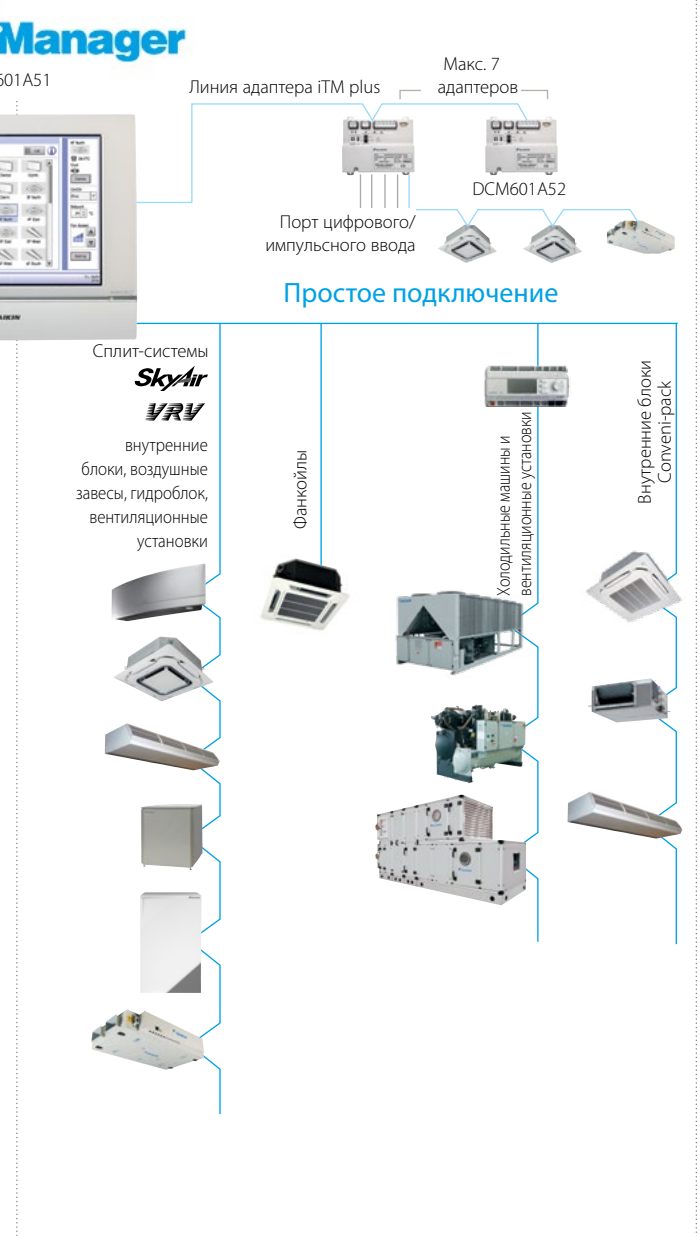 Manager
601A51
Линия адаптера iTM plus
Макс. 7
адаптеров
DCM601A52
Порт цифрового/
импульсного ввода
Простое подключение
Сплит-системы
SkyAir
VRV
внутренние
блоки, воздушные
завесы, гидроблок,
вентиляционные
установки
Фанкойлы
Холодильные машины и
вентиляционные установки
Внутренние блоки
Conveni-pack